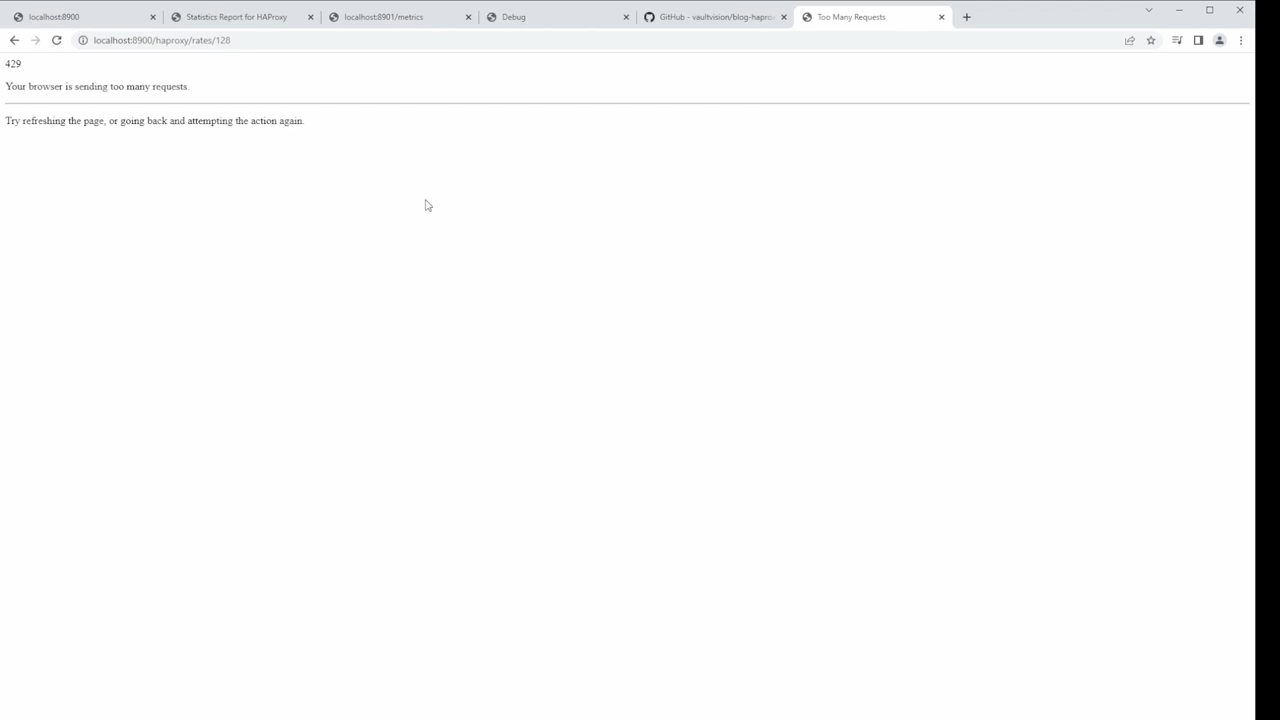 localhost:8900
Statistics Report for HAProxy
localhost:8901/metrics
Debug
GitHub - vaultvision/blog-hapro
Too Many Requests
localhost:8900/haproxy/rates/128
429
Your browser is sending too many requests.
Try refreshing the page, or going back and attempting the action again.